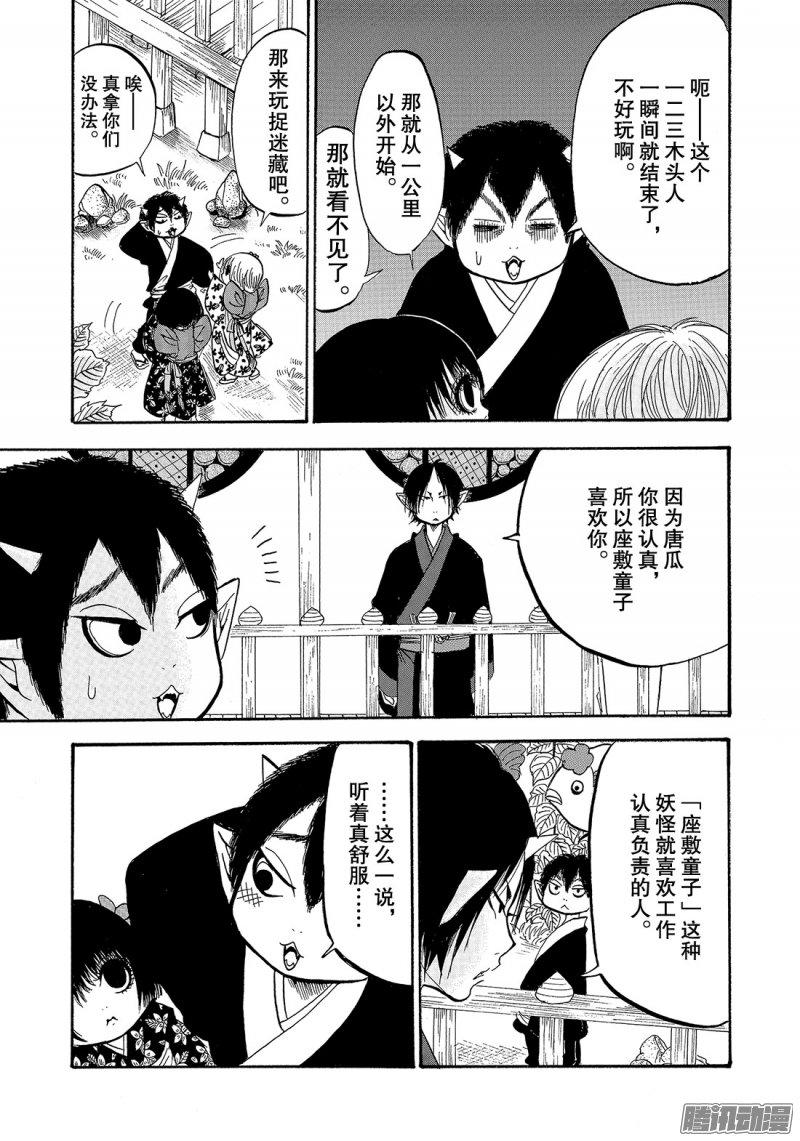 呃——这个
一二三木头人
一瞬间就结束了，
不好玩啊。
那就从一公里
以外开始。
那就看不见了。
那来玩捉迷藏吧。
唉——
真拿你们
没办法。
因为唐瓜
你很认真，
所以座敷童子
喜欢你。
「座敷童子」这种
妖怪就喜欢工作
认真负责的人。
……这么一说，
听着真舒服……
腾讯动漫